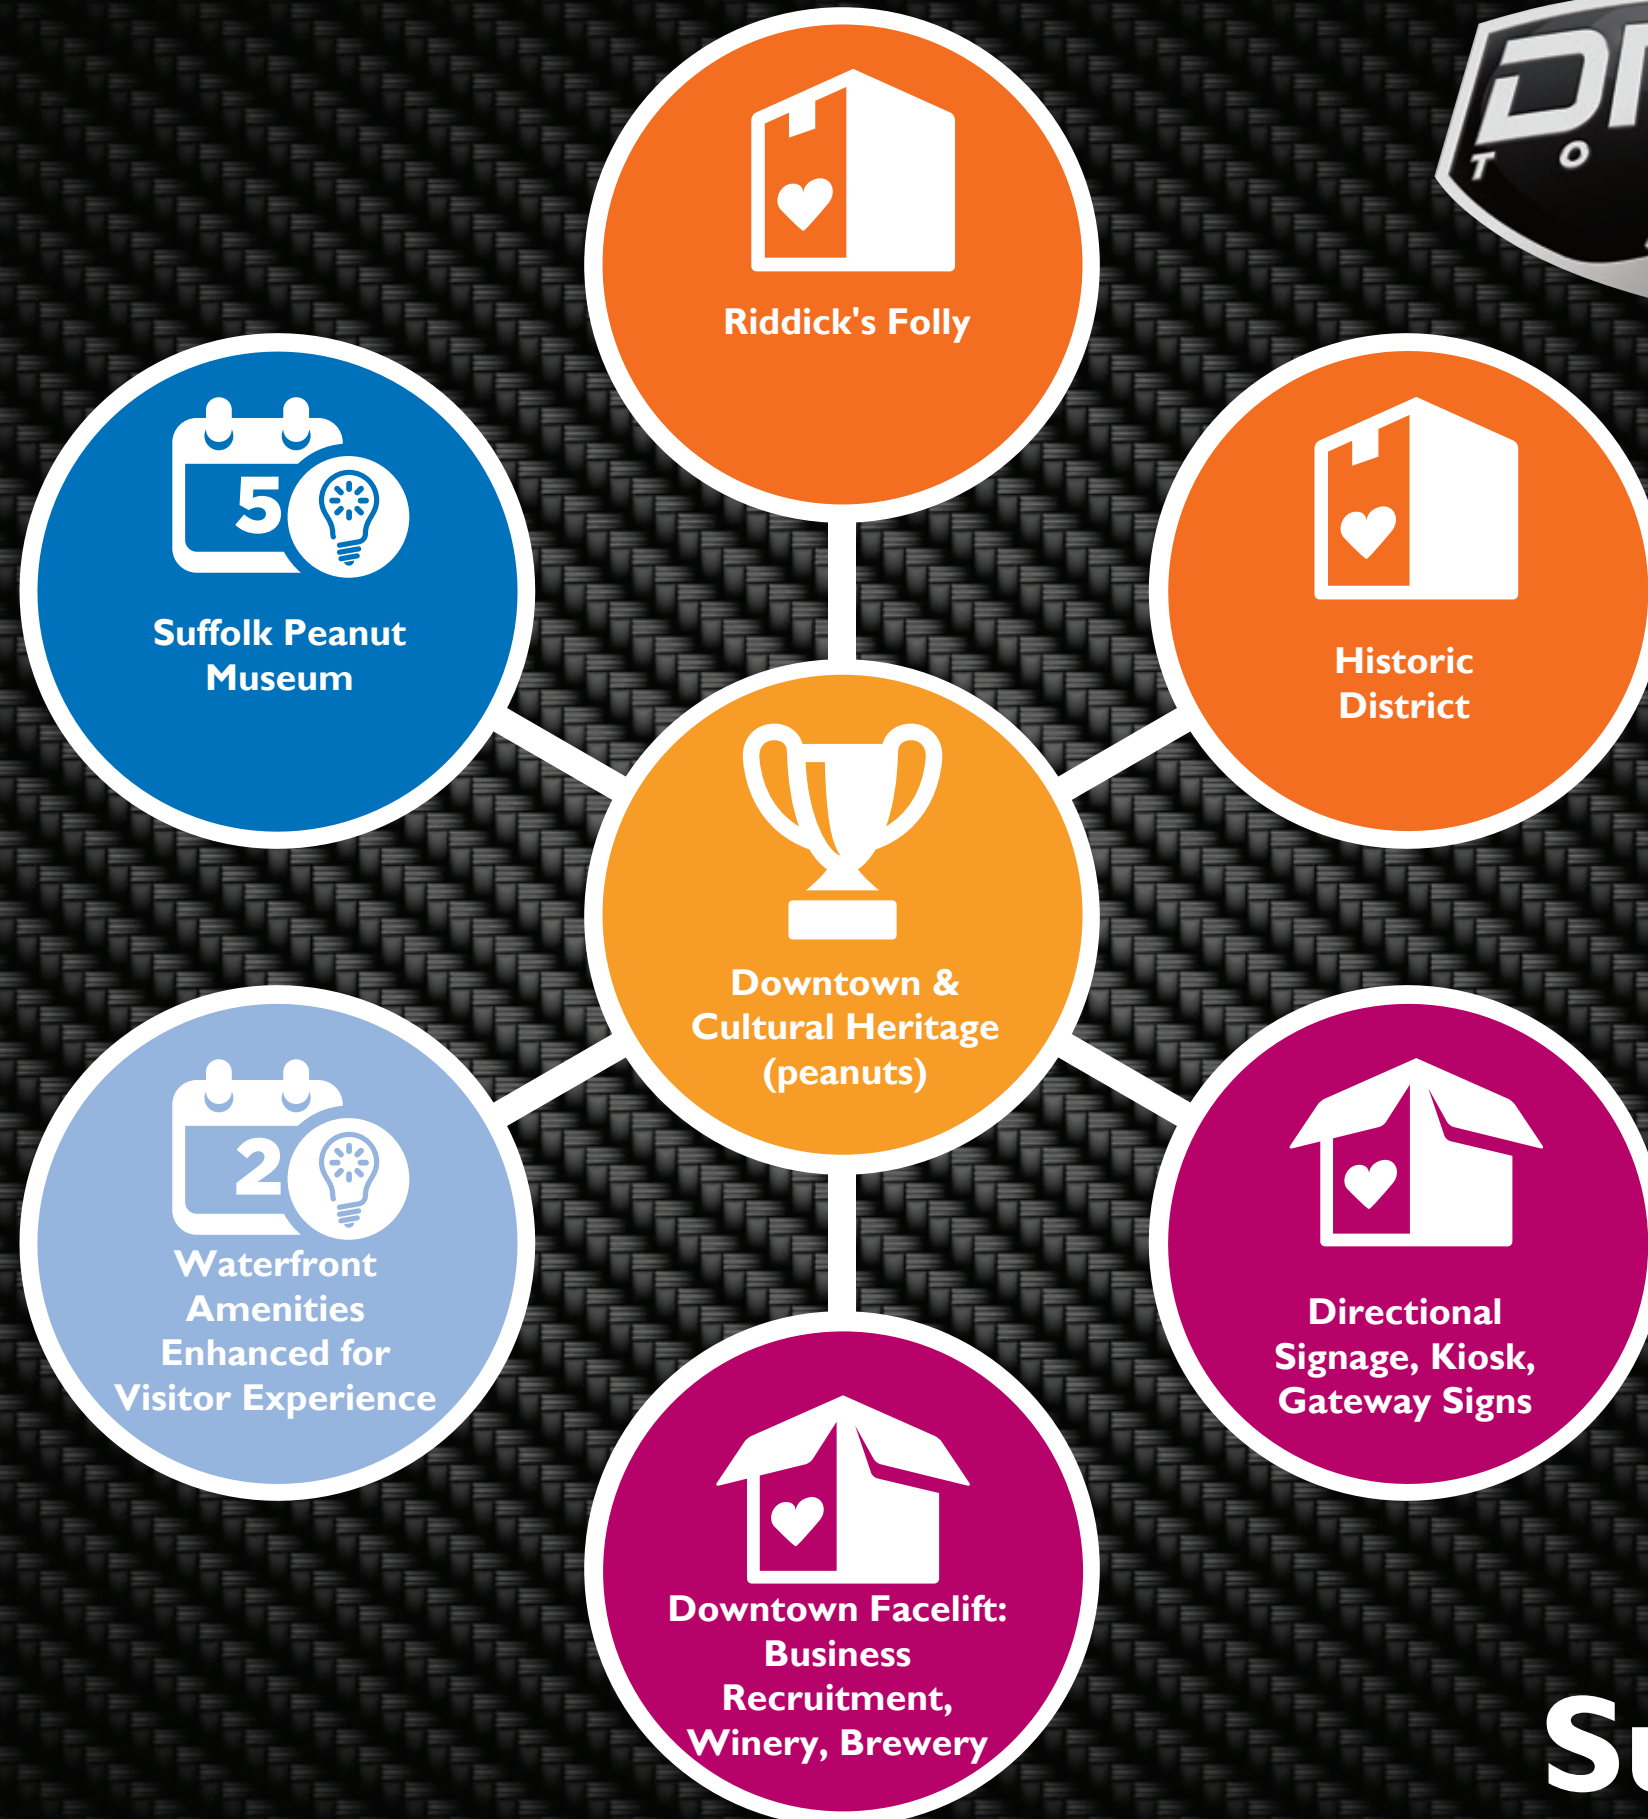 Riddick's Folly
5
Suffolk Peanut
Museum
Historic
District
Downtown &
Cultural Heritage
(peanuts)
2
Waterfront
Amenities
Enhanced for
Visitor Experience
Directional
Signage, Kiosk,
Gateway Signs
Downtown Facelift:
Business
Recruitment,
Winery, Brewery